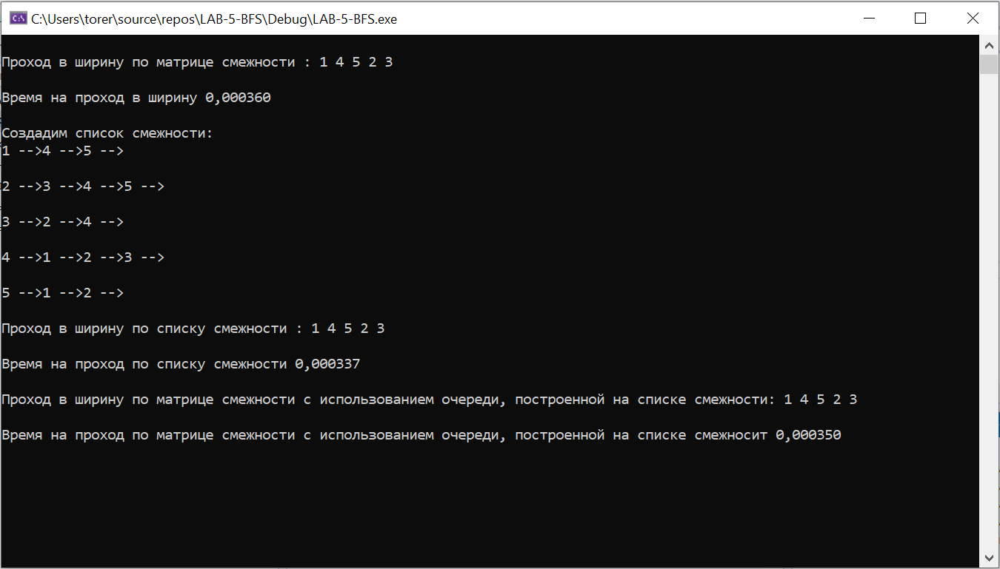 C:\Users\torer\source\repos\LAB-5-BFS\Debug\LAB-5-BFS.exe
Проход в ширину по матрице смежности : 1 4 5 2 3
Время на проход в ширину 0,000360
Создадим список смежности:
1 -->4 -->5 -->
2 -->3 -->4 -->5 -->
3 -->2 -->4 -->
4 -->1 -->2 -->3 -->
5 -->1 -->2 -->
Проход в ширину по списку смежности : 1 4 5 2 3
Время на проход по списку смежности 0,000337
Проход в ширину по матрице смежности с использованием очереди, построенной на списке смежности: 1 4 5 2 3
Время на проход по матрице смежности с использованием очереди, построенной на списке смежносит 0,000350